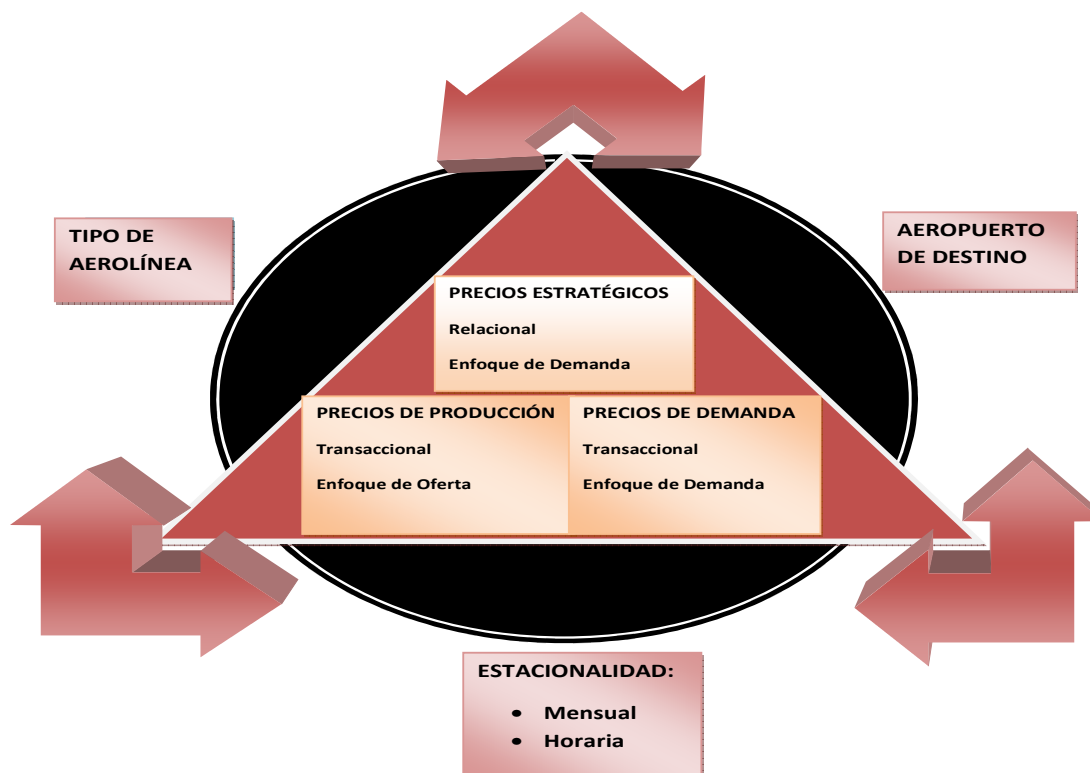 TIPO DE
AEROLÍNEA
AEROPUERTO
DE DESTINO
PRECIOS ESTRATÉGICOS
Relacional
Enfoque de Demanda
PRECIOS DE PRODUCCIÓN
Transaccional
Enfoque de Oferta
PRECIOS DE DEMANDA
Transaccional
Enfoque de Demanda
ESTACIONALIDAD:
• Mensual
• Horaria